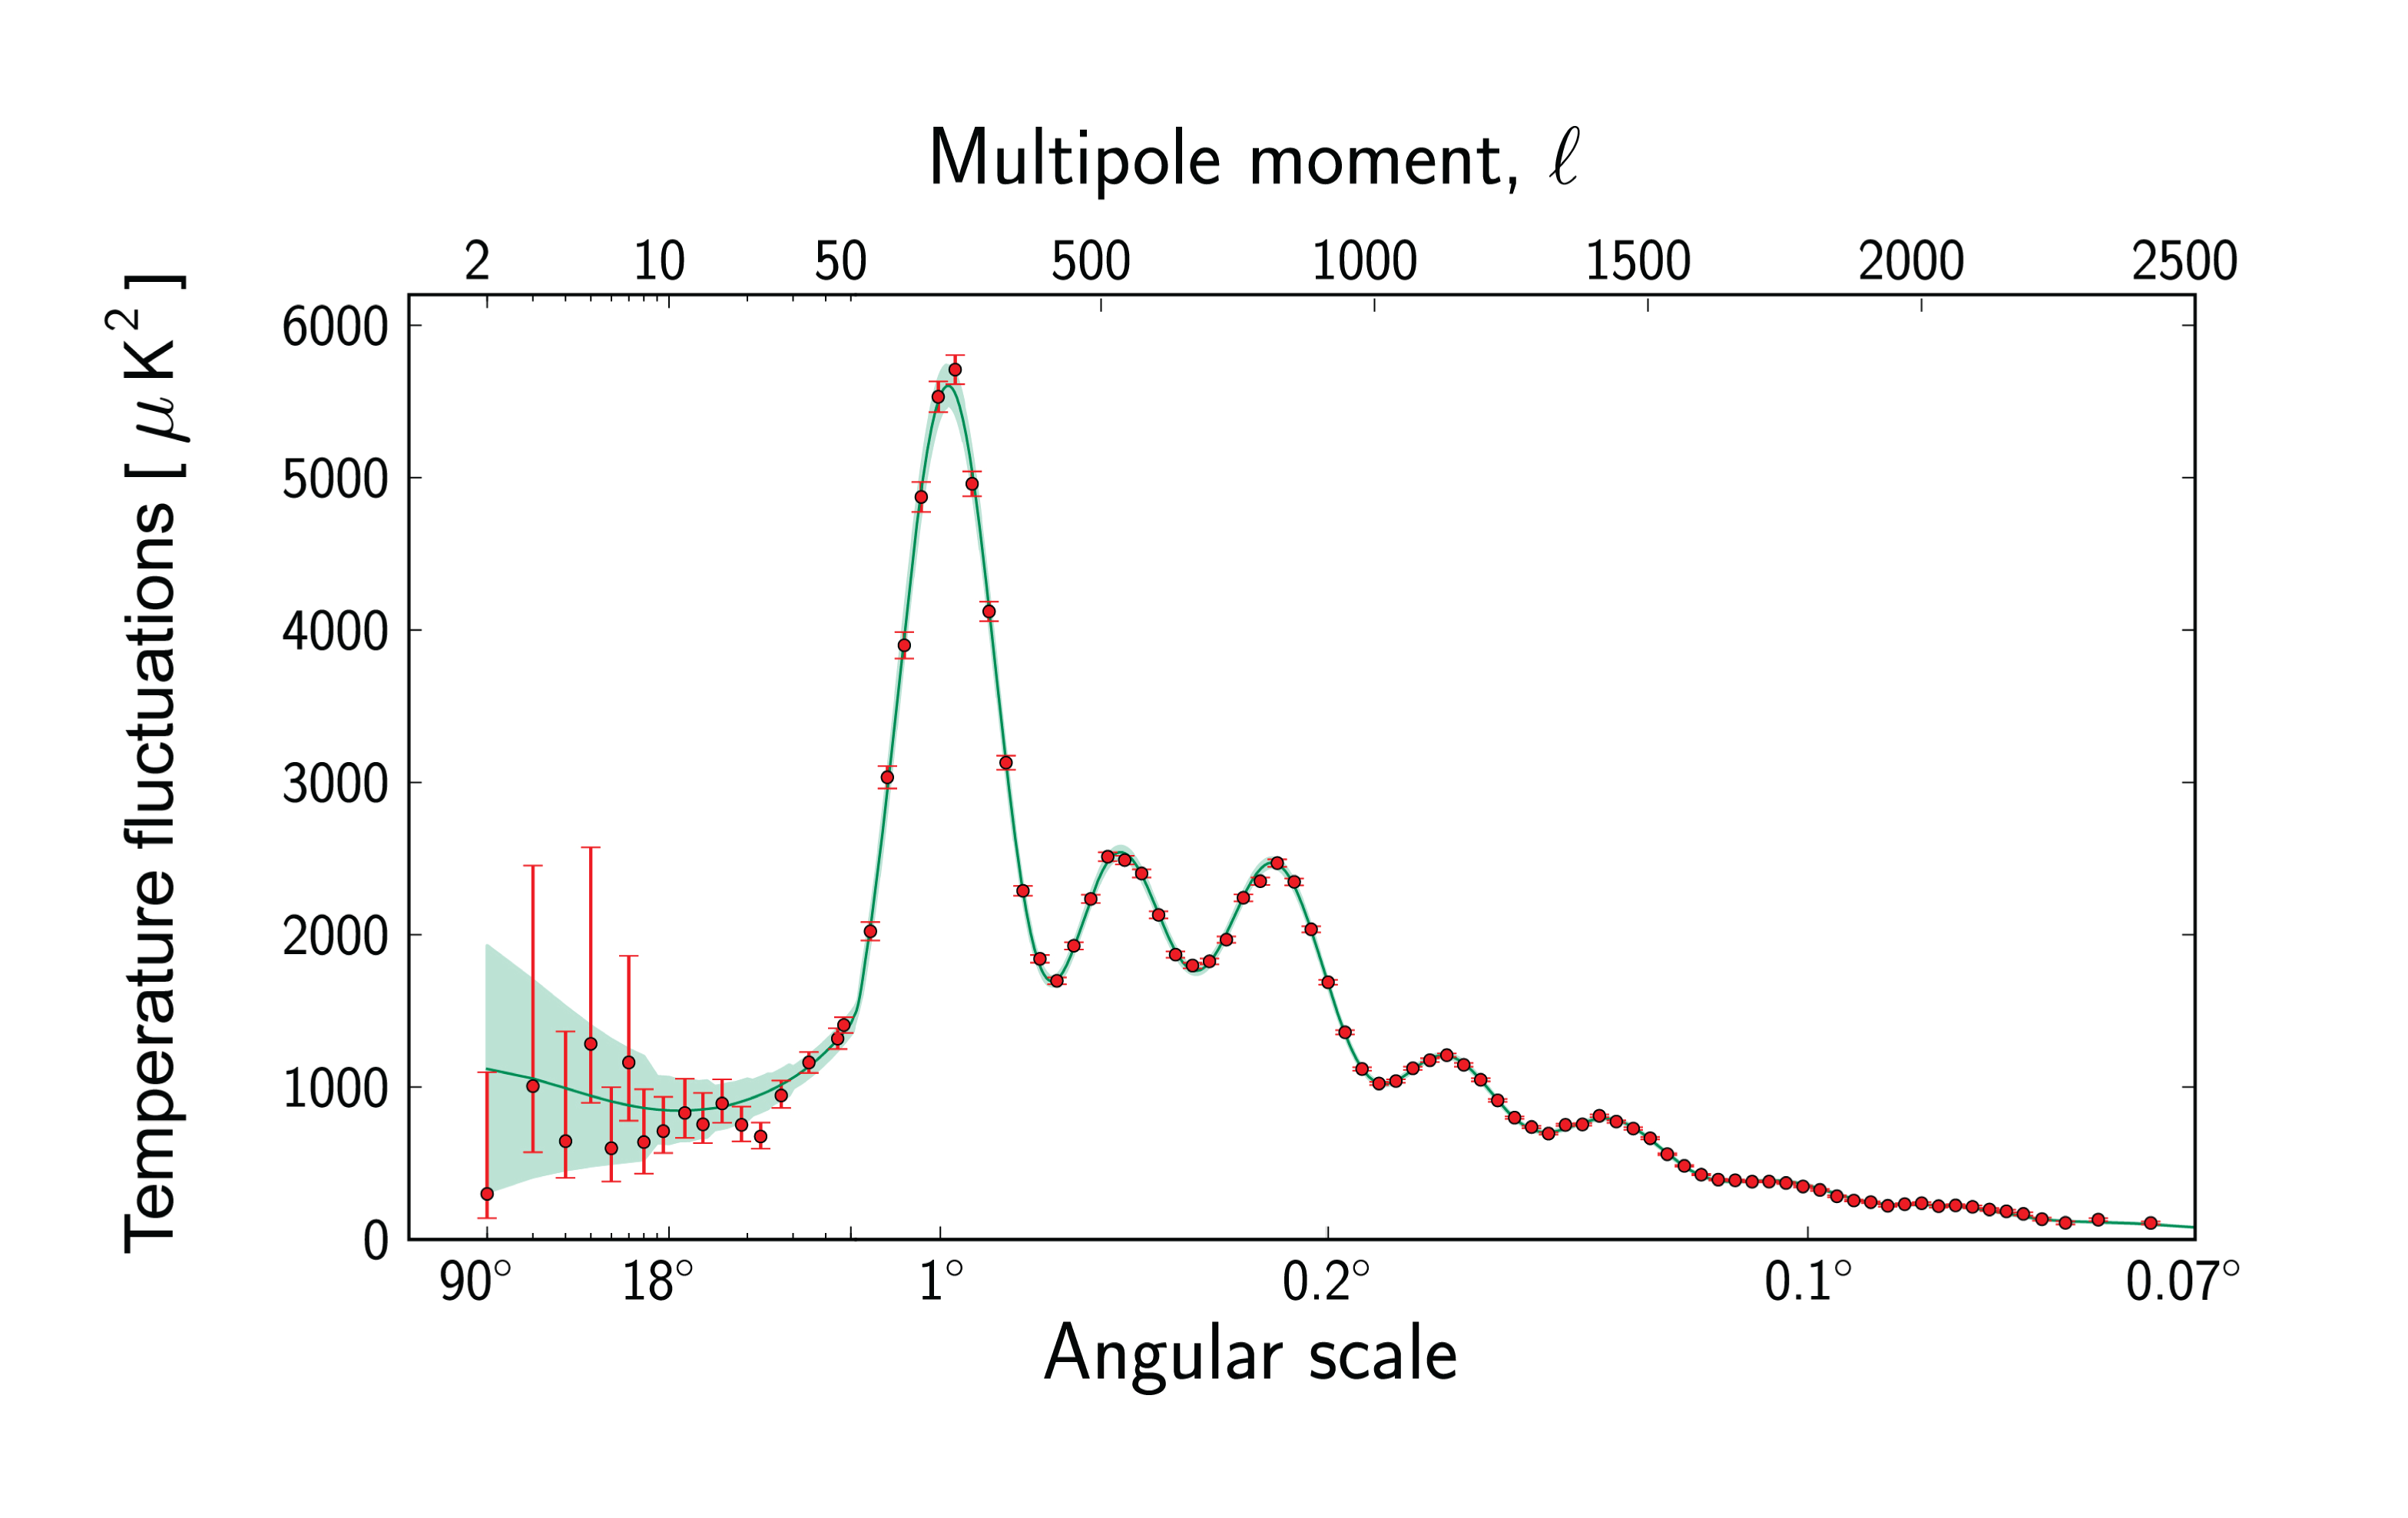 Multipole moment, ℓ
2 10 50 500 1000 1500 2000 2500
Temperature fluctuations [ μ K² ]
6000
5000
4000
3000
2000
1000
0
90° 18° 1° 0.2° 0.1° 0.07°
Angular scale